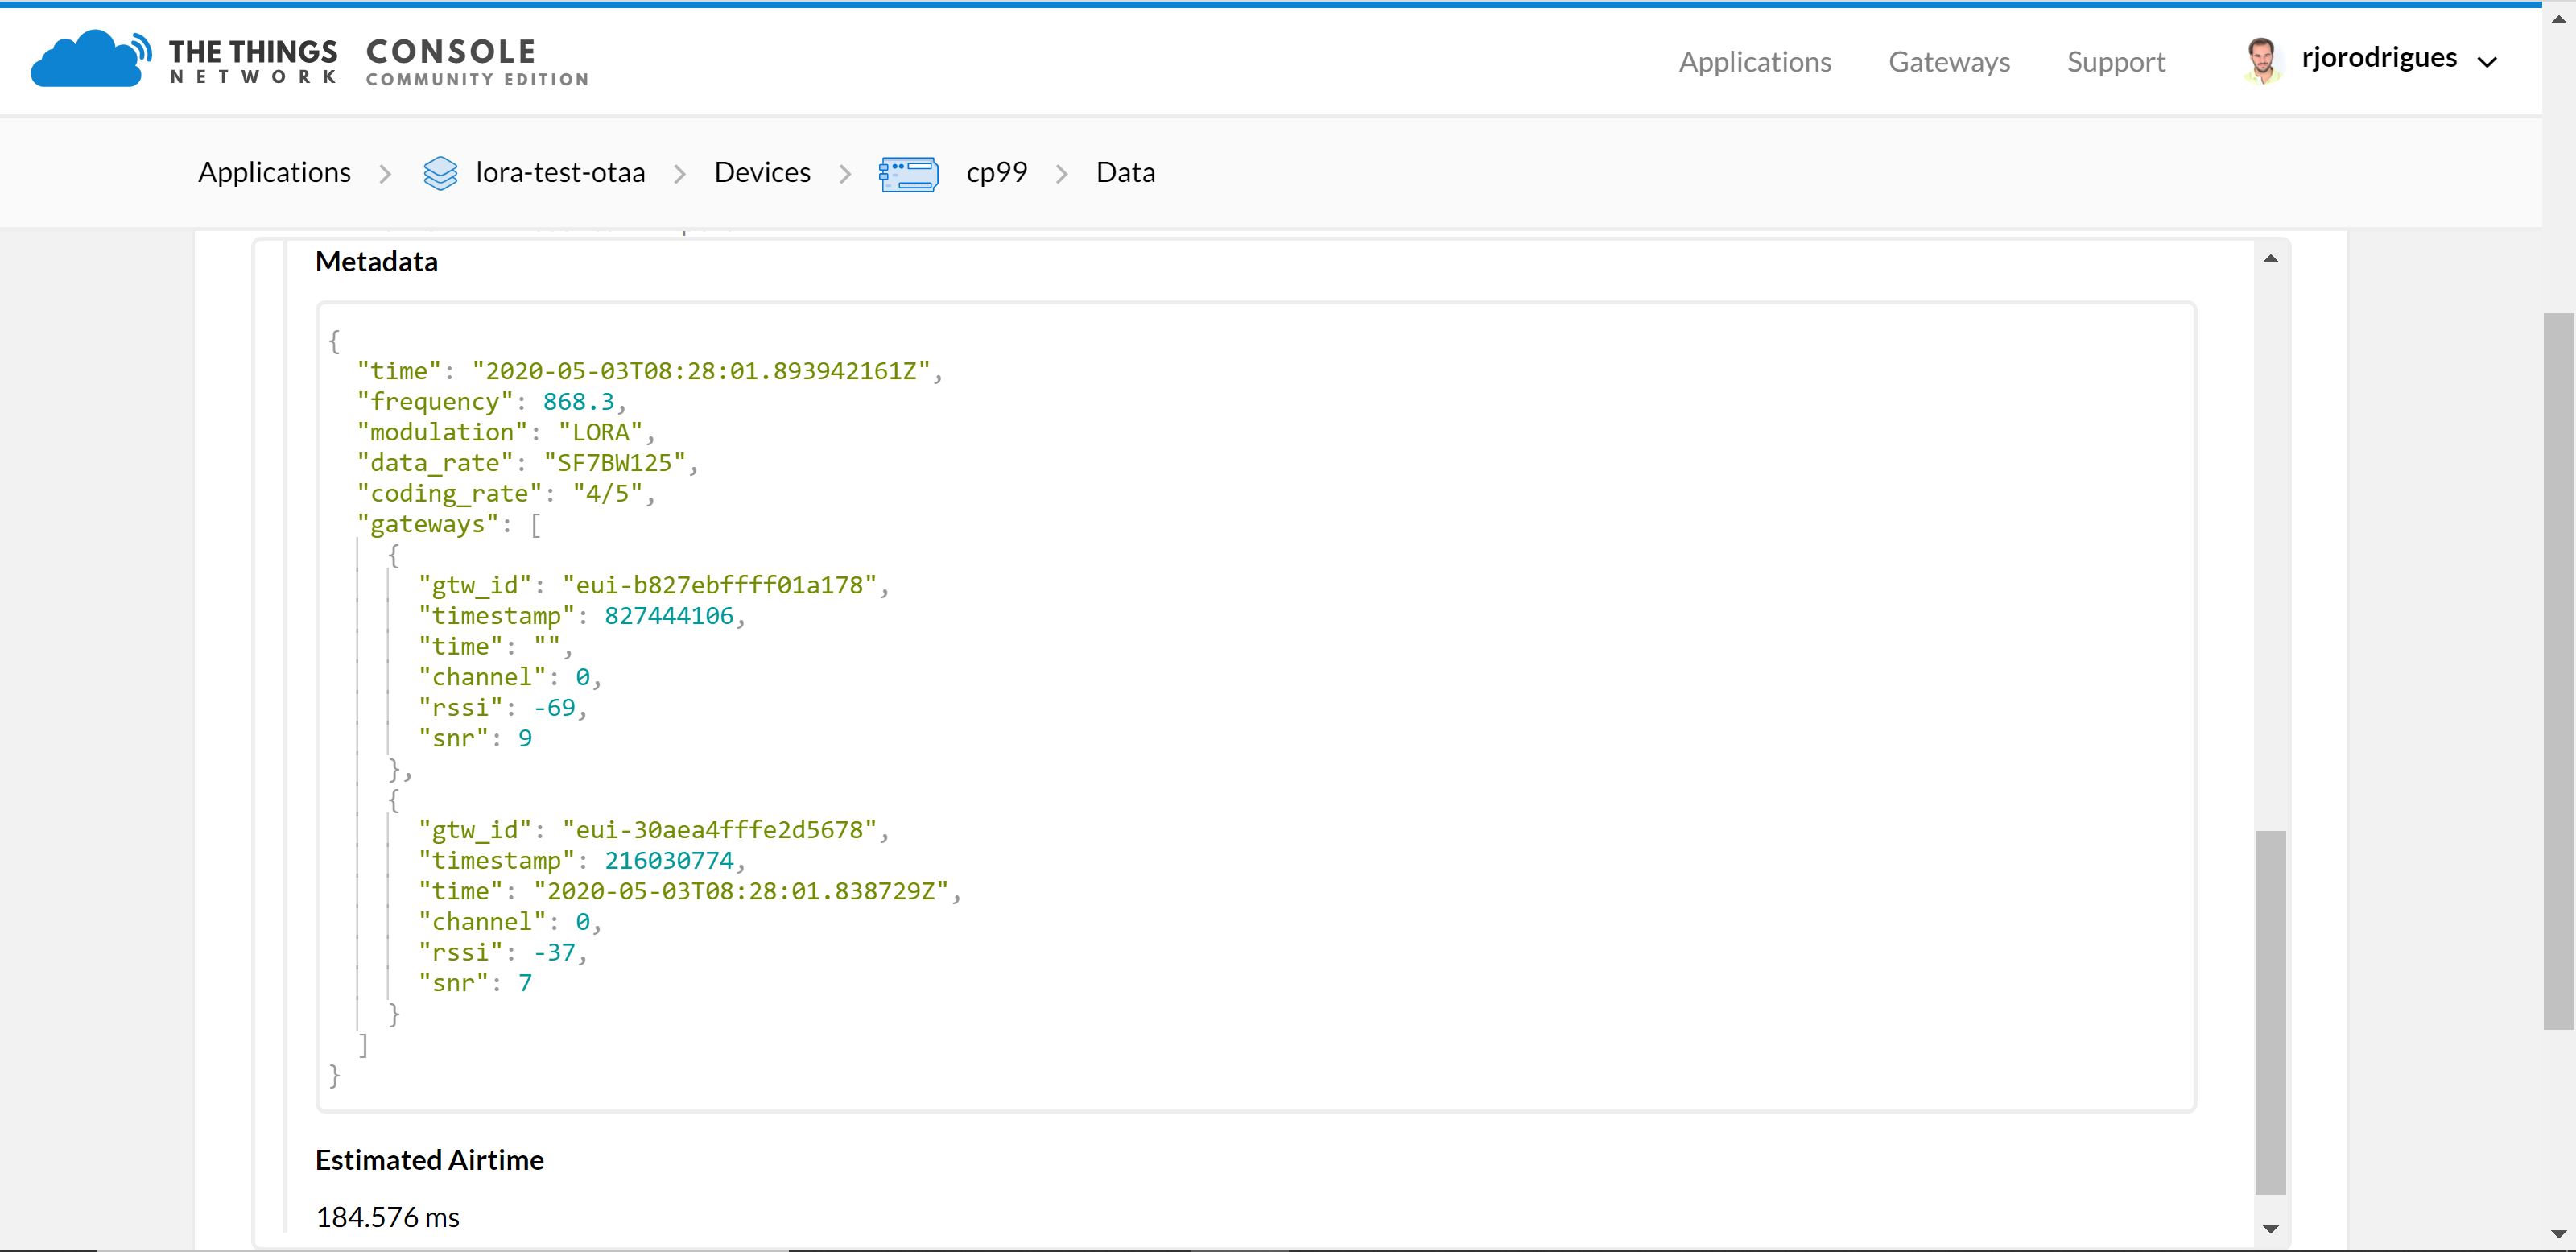 THE THINGS NETWORK CONSOLE COMMUNITY EDITION
Applications Gateways Support rjorodrigues
Applications lora-test-otaa Devices cp99 Data
Metadata
{
"time": "2020-05-03T08:28:01.893942161Z",
"frequency": 868.3,
"modulation": "LORA",
"data_rate": "SF7BW125",
"coding_rate": "4/5",
"gateways": [
{
"gtw_id": "eui-b827ebffff01a178",
"timestamp": 827444106,
"time": "",
"channel": 0,
"rssi": -69,
"snr": 9
},
{
"gtw_id": "eui-30aea4fffe2d5678",
"timestamp": 216030774,
"time": "2020-05-03T08:28:01.838729Z",
"channel": 0,
"rssi": -37,
"snr": 7
}
]
}
Estimated Airtime
184.576 ms